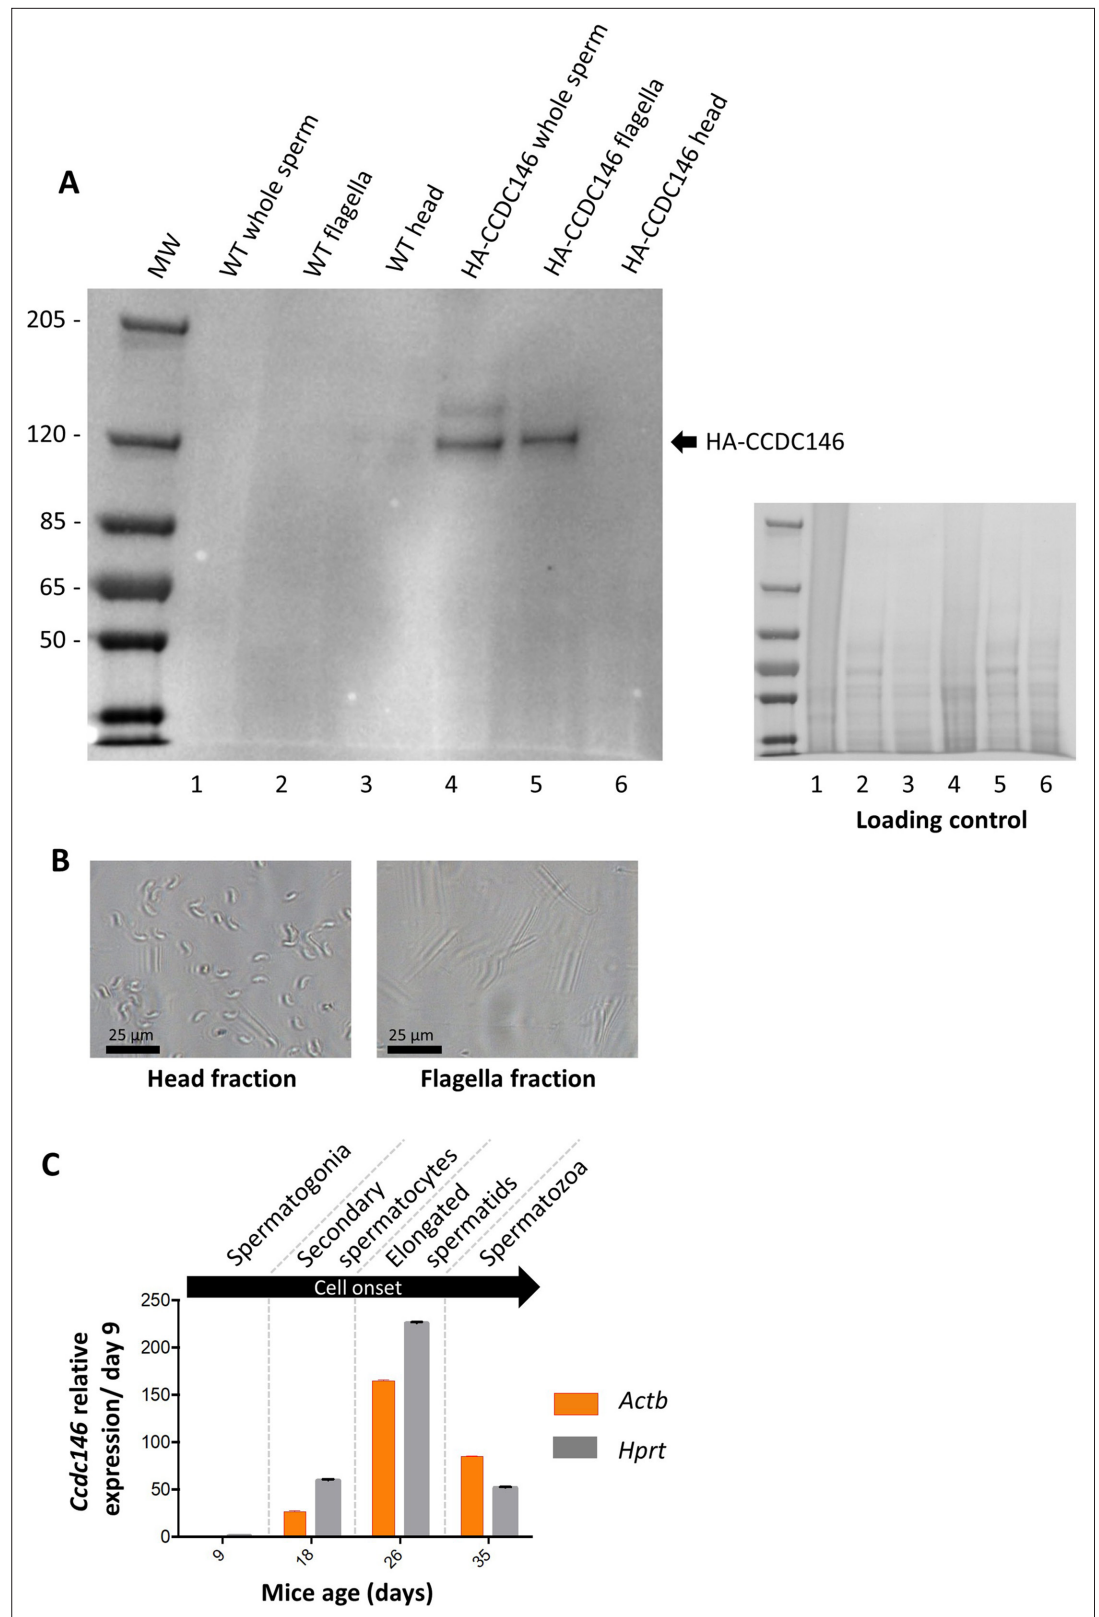 A
MW
WT whole sperm
WT flagella
WT head
HA-CCDC146 whole sperm
HA-CCDC146 flagella
HA-CCDC146 head
205 -
120 -
85 -
65 -
50 -
HA-CCDC146
1 2 3 4 5 6
1 2 3 4 5 6
Loading control
B
25 µm
25 µm
Head fraction
Flagella fraction
C
Spermatogonia
Secondary
spermatocytes
Elongated
spermatids
Spermatozoa
Cell onset
Ccdc146 relative
expression/ day 9
250
200
150
100
50
0
9
18
26
35
Mice age (days)
Actb
Hprt